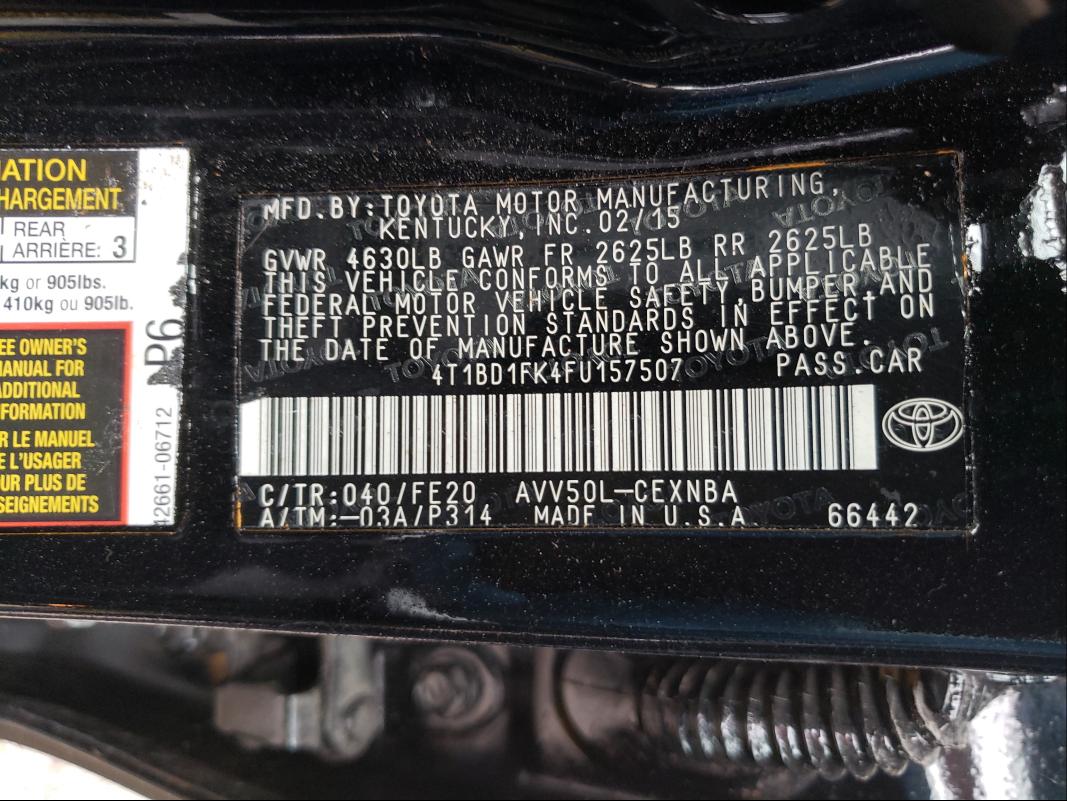 IATION
HARGEMENT
REAR
ARRIÈRE: 3
kg or 905lbs.
410kg ou 905lb.
EE OWNER'S
MANUAL FOR
NFORMATION
R LE MANUEL
E L'USAGER
UR PLUS DE
SEIGNEMENTS
P6
42661-06712
MFD.BY:TOYOTA MOTOR MANUFACTURING,
KENTUCKY, INC. 02/15
GVWR 4630LB GAWR FR 2625LB RR 2625LB
THIS VEHICLE CONFORMS TO ALL APPLICABLE
FEDERAL MOTOR VEHICLE SAFETY,BUMPER,AND
THEFT PREVENTION STANDARDS IN EFFECT ON
THE DATE OF MANUFACTURE SHOWN ABOVE.
4T1BD1FK4FU157507 PASS.CAR
C/TR:040/FE20 AVV50L-CEXNBA
A/TM:-03A/P314 MADE IN U.S.A. 66442